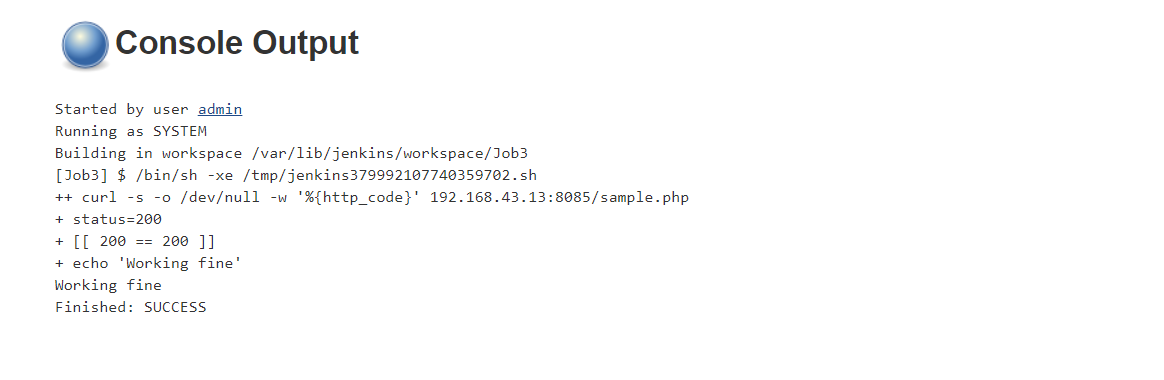 Console Output
Started by user admin
Running as SYSTEM
Building in workspace /var/lib/jenkins/workspace/Job3
[Job3] $ /bin/sh -xe /tmp/jenkins379992107740359702.sh
++ curl -s -o /dev/null -w '%{http_code}' 192.168.43.13:8085/sample.php
+ status=200
+ [[ 200 == 200 ]]
+ echo 'Working fine'
Working fine
Finished: SUCCESS